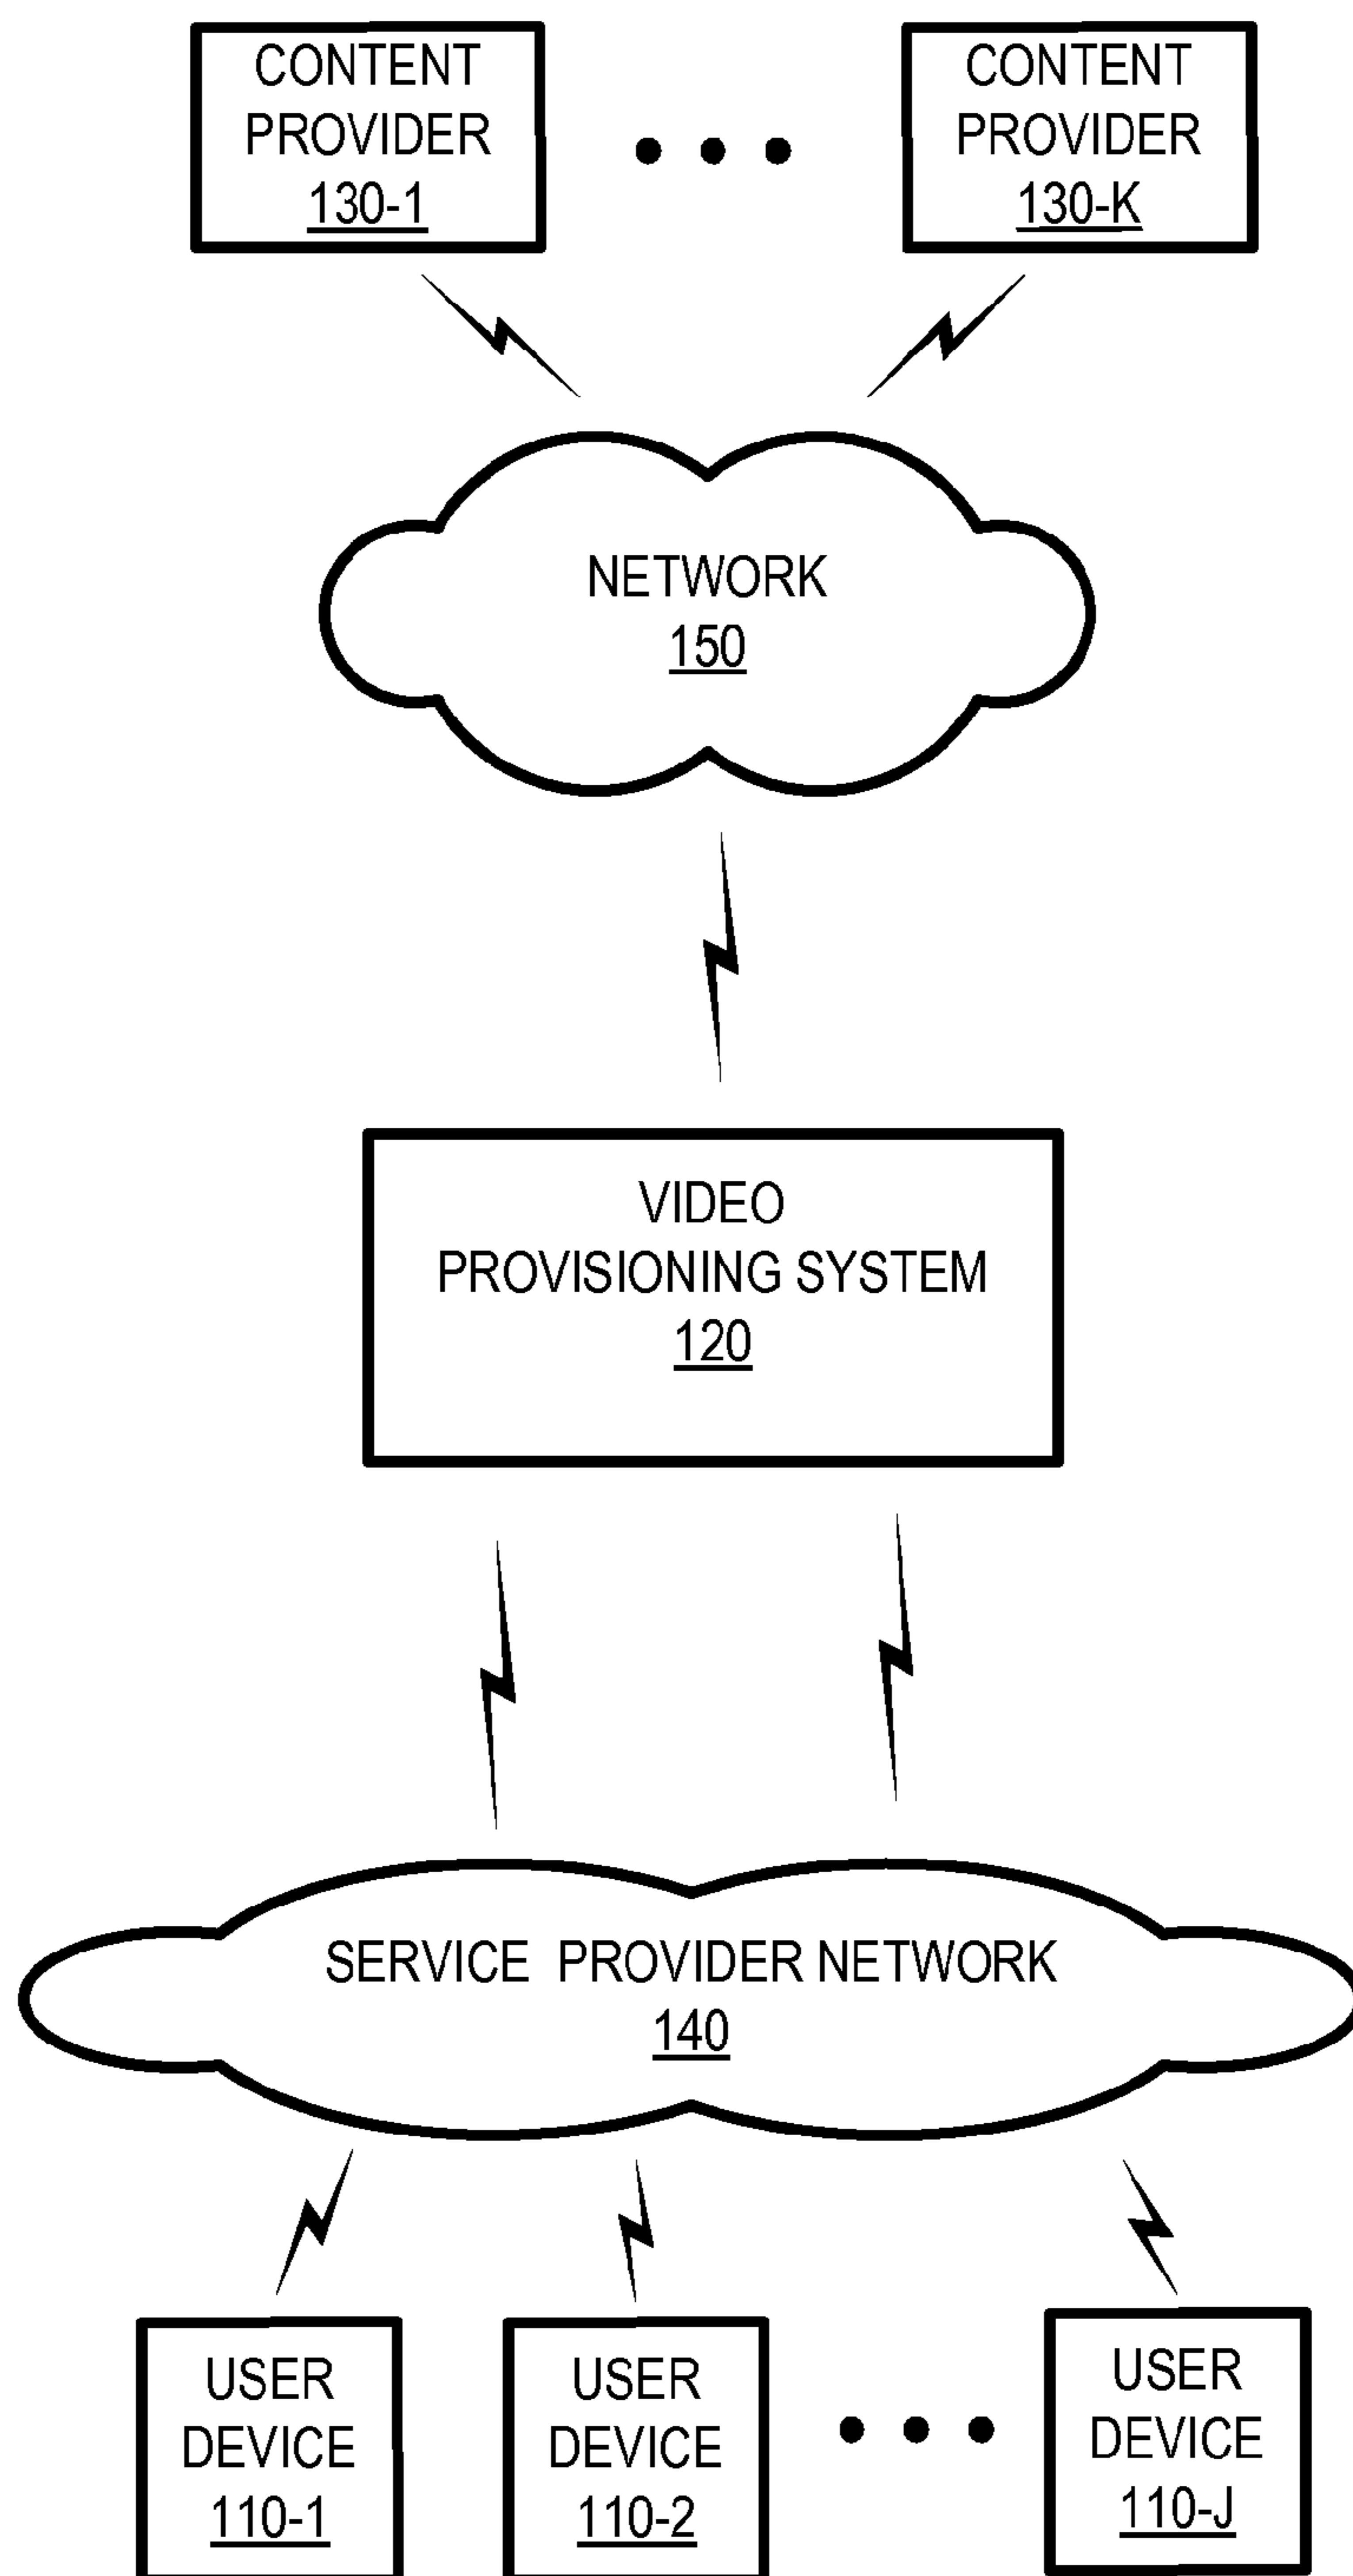 CONTENT
PROVIDER
130-1
CONTENT
PROVIDER
130-K
NETWORK
150
VIDEO
PROVISIONING SYSTEM
120
SERVICE PROVIDER NETWORK
140
USER
DEVICE
110-1
USER
DEVICE
110-2
USER
DEVICE
110-J